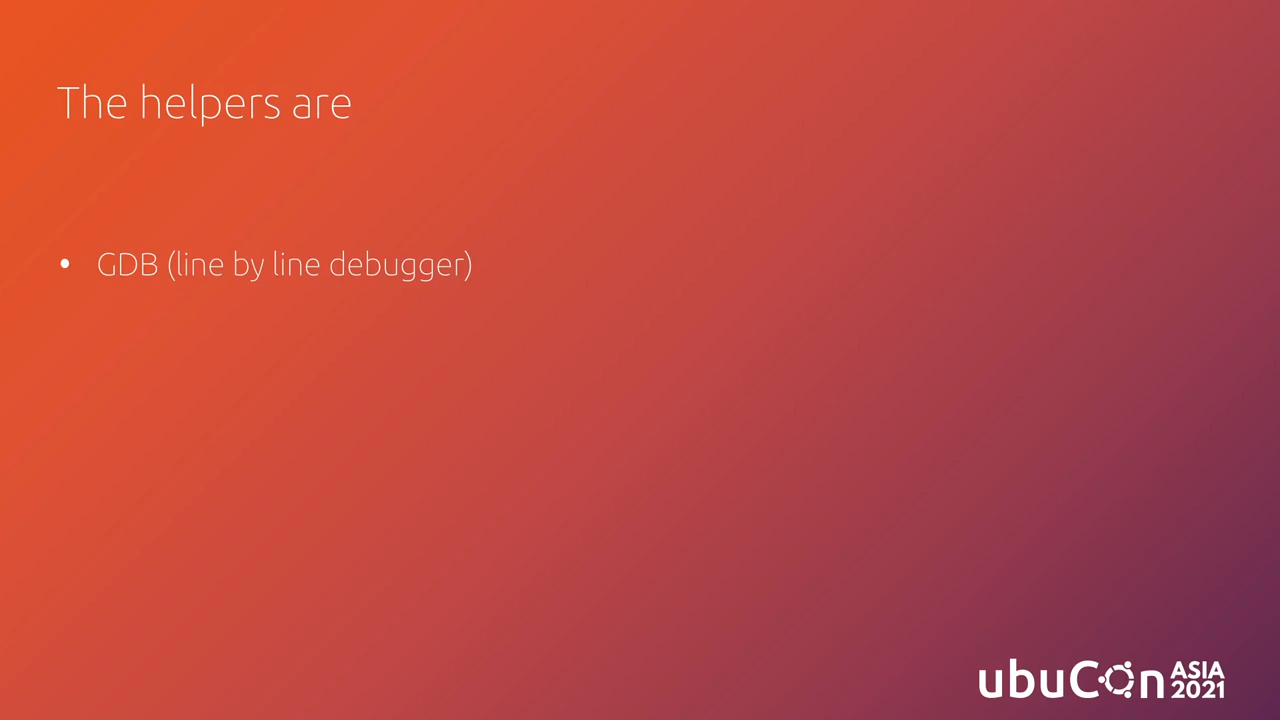 The helpers are
• GDB (line by line debugger)
ubuCon ASIA 2021